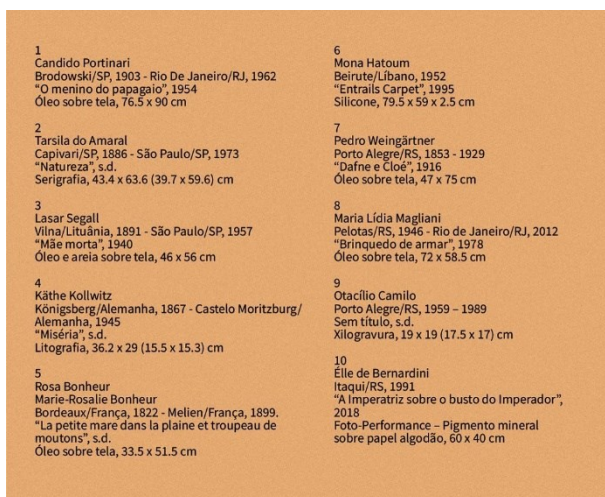 1
Candido Portinari
Brodowski/SP, 1903 - Rio De Janeiro/RJ, 1962
“O menino do papagaio”, 1954
Óleo sobre tela, 76.5 x 90 cm
2
Tarsila do Amaral
Capivari/SP, 1886 - São Paulo/SP, 1973
“Natureza”, s.d.
Serigrafia, 43.4 x 63.6 (39.7 x 59.6) cm
3
Lasar Segall
Vilna/Lituânia, 1891 - São Paulo/SP, 1957
“Mãe morta”, 1940
Óleo e areia sobre tela, 46 x 56 cm
4
Käthe Kollwitz
Königsberg/Alemanha, 1867 - Castelo Moritzburg/
Alemanha, 1945
“Miséria”, s.d.
Litografia, 36.2 x 29 (15.5 x 15.3) cm
5
Rosa Bonheur
Marie-Rosalie Bonheur
Bordeaux/França, 1822 - Melien/França, 1899.
“La petite mare dans la plaine et troupeau de
moutons”, s.d.
Óleo sobre tela, 33.5 x 51.5 cm
6
Mona Hatoum
Beirute/Líbano, 1952
“Entrails Carpet”, 1995
Silicone, 79.5 x 59 x 2.5 cm
7
Pedro Weingärtner
Porto Alegre/RS, 1853 - 1929
“Dafne e Cloé”, 1916
Óleo sobre tela, 47 x 75 cm
8
Maria Lídia Magliani
Pelotas/RS, 1946 - Rio de Janeiro/RJ, 2012
“Brinquedo de armar”, 1978
Óleo sobre tela, 72 x 58.5 cm
9
Otacílio Camilo
Porto Alegre/RS, 1959 – 1989
Sem título, s.d.
Xilogravura, 19 x 19 (17.5 x 17) cm
10
Élle de Bernardini
Itaqui/RS, 1991
“A Imperatriz sobre o busto do Imperador”,
2018
Foto-Performance – Pigmento mineral
sobre papel algodão, 60 x 40 cm